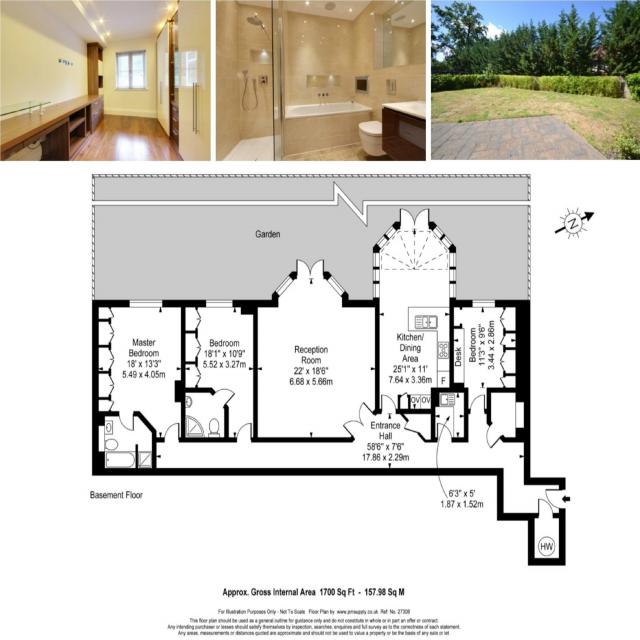 Garden
N
Master
Bedroom
18' x 13'3"
5.49 x 4.05m
Bedroom
18'1" x 10'9"
5.52 x 3.27m
Reception
Room
22' x 18'6"
6.68 x 5.66m
Kitchen/
Dining
Area
25'1" x 11'
7.64 x 3.36m
Desk
Bedroom
11'3" x 9'6"
3.44 x 2.86m
F
OV OV
Entrance
Hall
58'6" x 7'6"
17.86 x 2.29m
6'3" x 5'
1.87 x 1.52m
HW
Basement Floor
Approx. Gross Internal Area 1700 Sq Ft - 157.98 Sq M
For Illustration Purposes Only - Not To Scale Floor Plan by www.pmsupply.co.uk Ref: No. 27308
This floor plan should be used as a general outline for guidance only and do not constitute in whole or in part an offer or contract.
Any intending purchaser or lessee should satisfy themselves by inspection, searches, enquiries and full survey as to the correctness of each statement.
Any areas, measurements or distances quoted are approximate and should not be used to value a property or be the basis of any sale or let